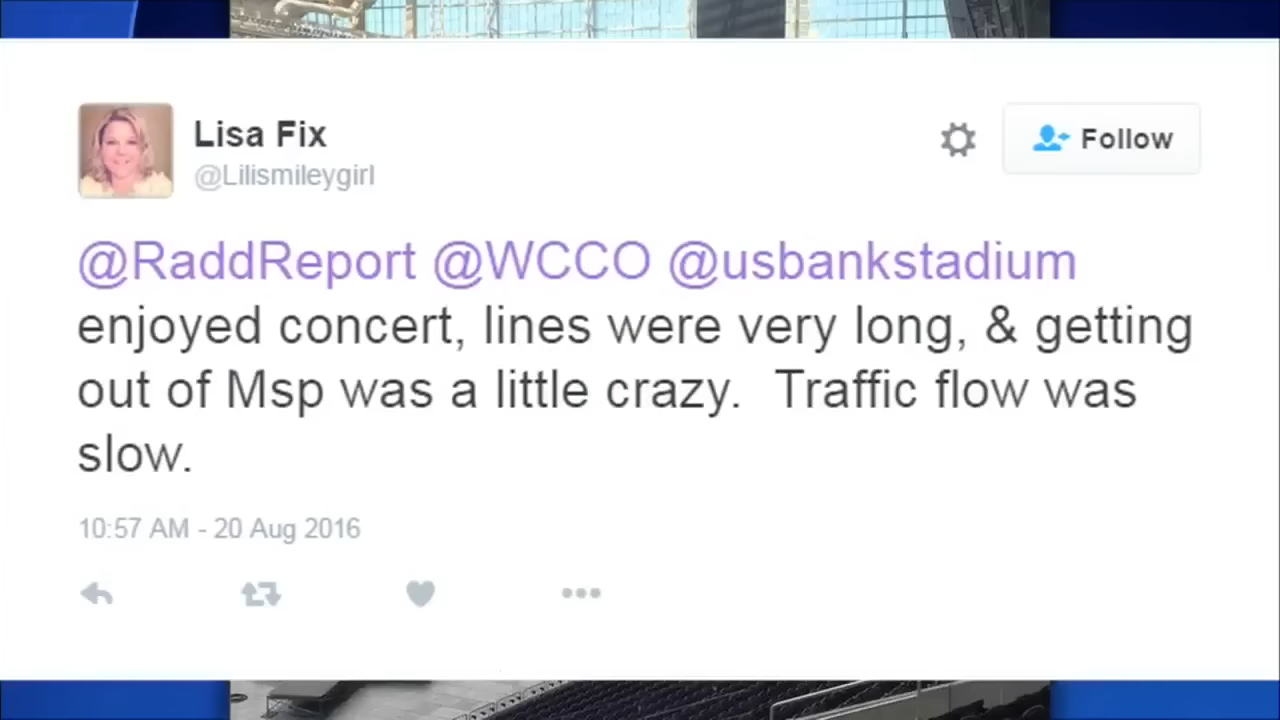 Lisa Fix
@Lilismileygirl
Follow
@RaddReport @WCCO @usbankstadium
enjoyed concert, lines were very long, & getting
out of Msp was a little crazy.  Traffic flow was
slow.
10:57 AM - 20 Aug 2016